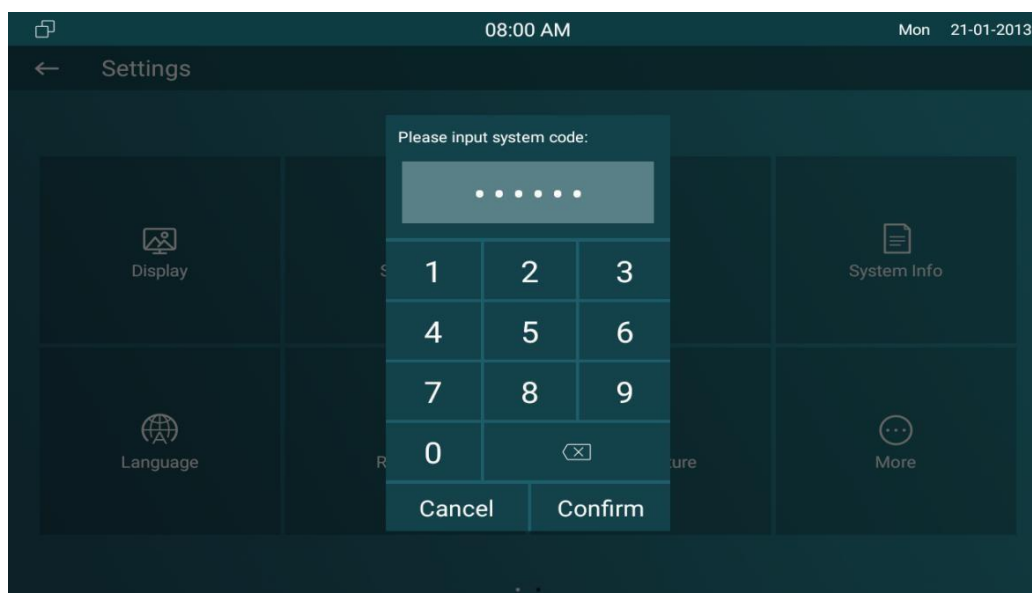 08:00 AM Mon 21-01-2013
Settings
Please input system code:
Display
System Info
1 2 3
4 5 6
7 8 9
0
Language
More
Cancel Confirm